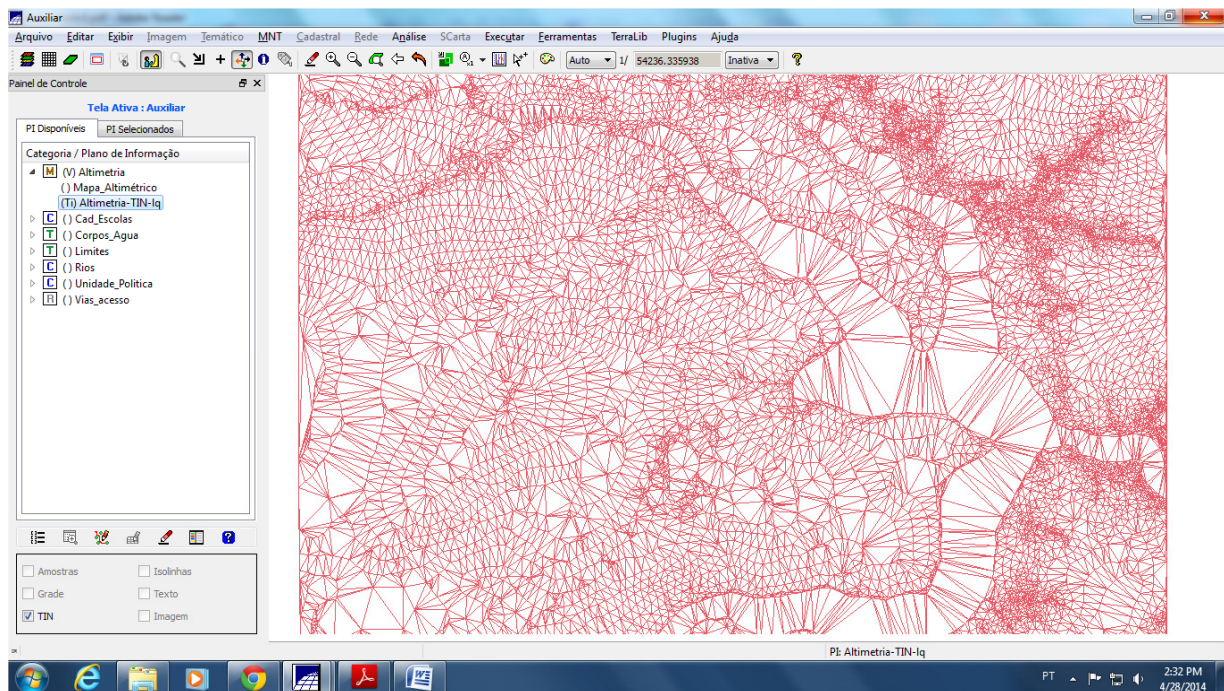 Auxiliar
Arquivo Editar Exibir Imagem Temático MNT Cadastral Rede Análise SCarta Executar Ferramentas TerraLib Plugins Ajuda
Auto 1/ 54236.335938 Inativa
Painel de Controle
Tela Ativa : Auxiliar
PI Disponíveis PI Selecionados
Categoria / Plano de Informação
M (V) Altimetria
() Mapa_Altimétrico
(Ti) Altimetria-TIN-lq
C () Cad_Escolas
T () Corpos_Agua
T () Limites
C () Rios
C () Unidade_Politica
R () Vias_acesso
Amostras Isolinhas
Grade Texto
TIN Imagem
PI: Altimetria-TIN-lq
PT 2:32 PM
4/28/2014